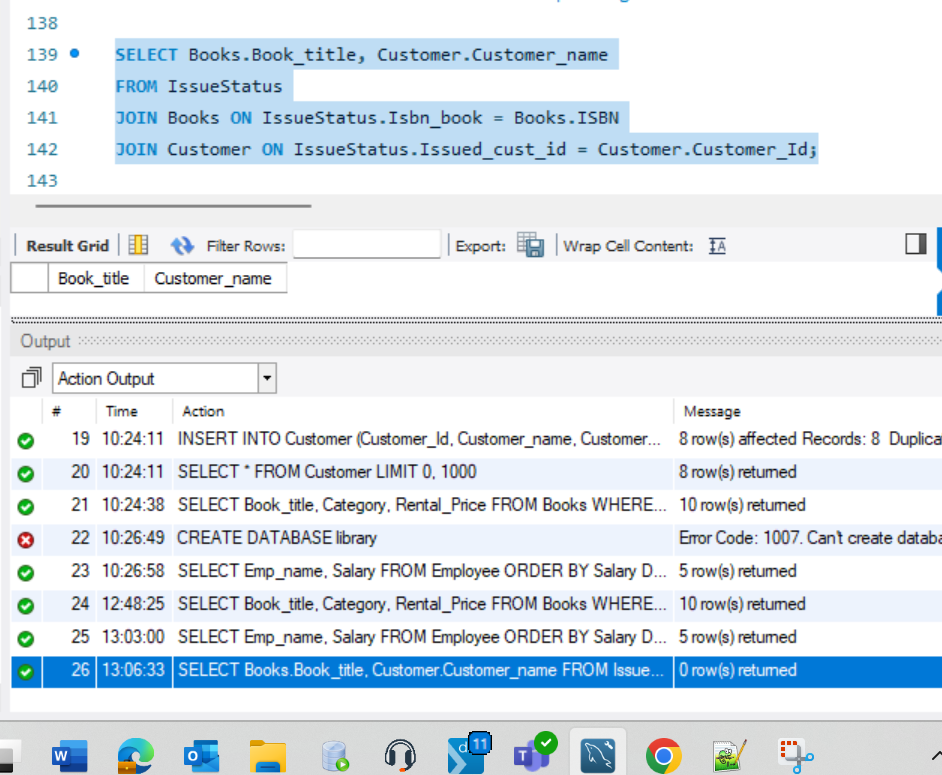 138
139 SELECT Books.Book_title, Customer.Customer_name
140 FROM IssueStatus
141 JOIN Books ON IssueStatus.Isbn_book = Books.ISBN
142 JOIN Customer ON IssueStatus.Issued_cust_id = Customer.Customer_Id;
143
Result Grid Filter Rows: Export: Wrap Cell Content: IA
Book_title Customer_name
Output
Action Output
# Time Action Message
19 10:24:11 INSERT INTO Customer (Customer_Id, Customer_name, Customer... 8 row(s) affected Records: 8 Duplica
20 10:24:11 SELECT * FROM Customer LIMIT 0, 1000 8 row(s) returned
21 10:24:38 SELECT Book_title, Category, Rental_Price FROM Books WHERE... 10 row(s) returned
22 10:26:49 CREATE DATABASE library Error Code: 1007. Can't create databa
23 10:26:58 SELECT Emp_name, Salary FROM Employee ORDER BY Salary D... 5 row(s) returned
24 12:48:25 SELECT Book_title, Category, Rental_Price FROM Books WHERE... 10 row(s) returned
25 13:03:00 SELECT Emp_name, Salary FROM Employee ORDER BY Salary D... 5 row(s) returned
26 13:06:33 SELECT Books.Book_title, Customer.Customer_name FROM Issue... 0 row(s) returned
W O d 11 T